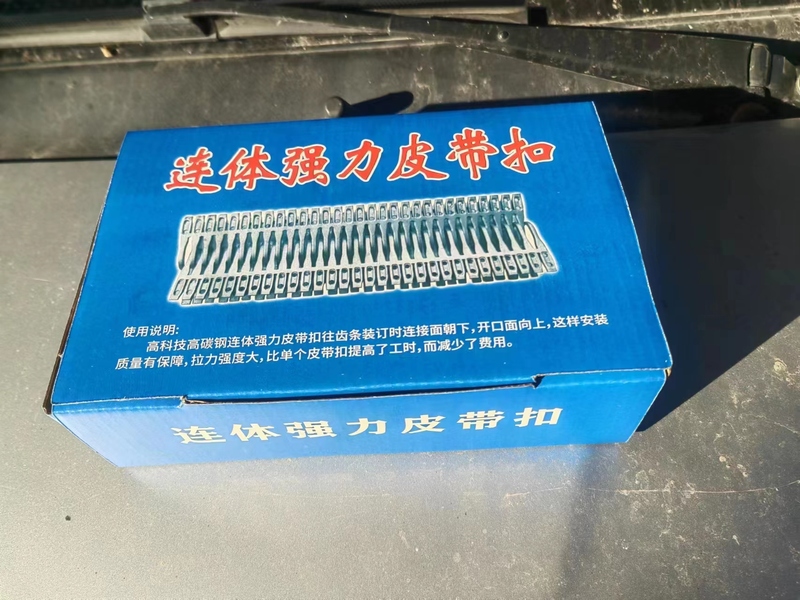 连体强力皮带扣
使用说明:
高科技高碳钢连体强力皮带扣往齿条装订时连接面朝下,开口面向上,这样安装
质量有保障,拉力强度大,比单个皮带扣提高了工时,而减少了费用。
连体强力皮带扣